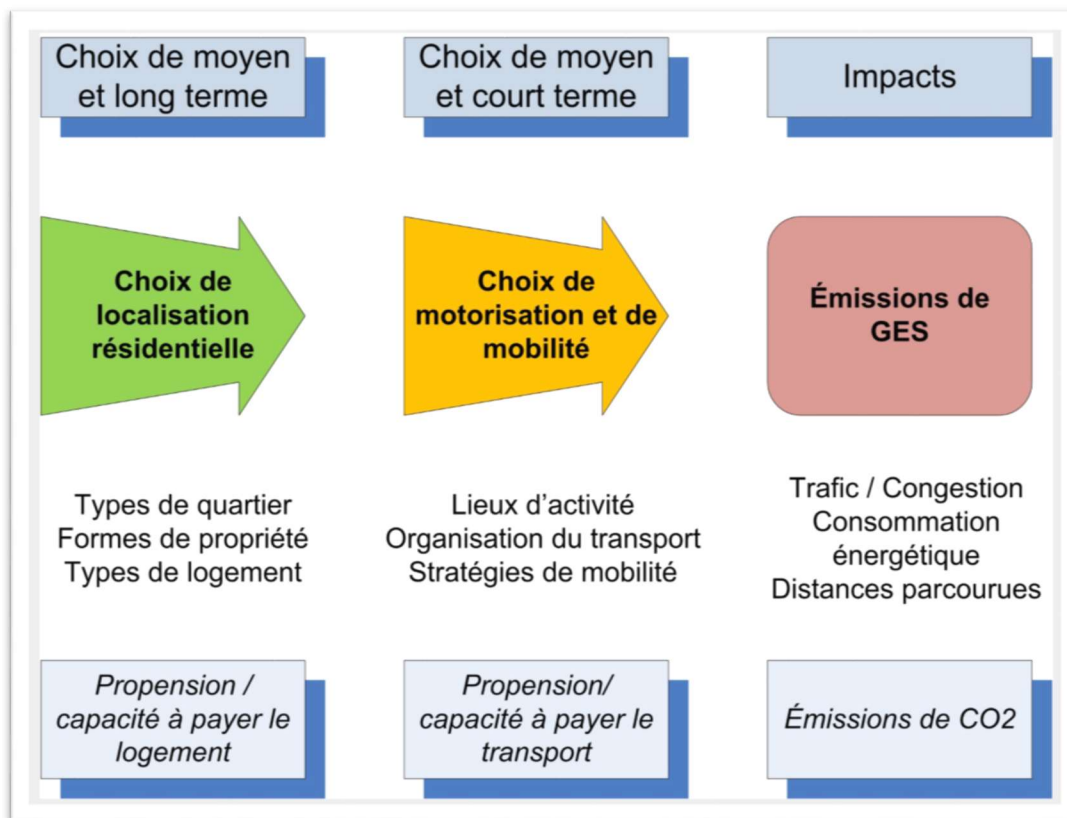 Choix de moyen
et long terme
Choix de moyen
et court terme
Impacts
Choix de
localisation
résidentielle
Choix de
motorisation et de
mobilité
Émissions de
GES
Types de quartier
Formes de propriété
Types de logement
Lieux d’activité
Organisation du transport
Stratégies de mobilité
Trafic / Congestion
Consommation
énergétique
Distances parcourues
Propension /
capacité à payer le
logement
Propension/
capacité à payer le
transport
Émissions de CO2